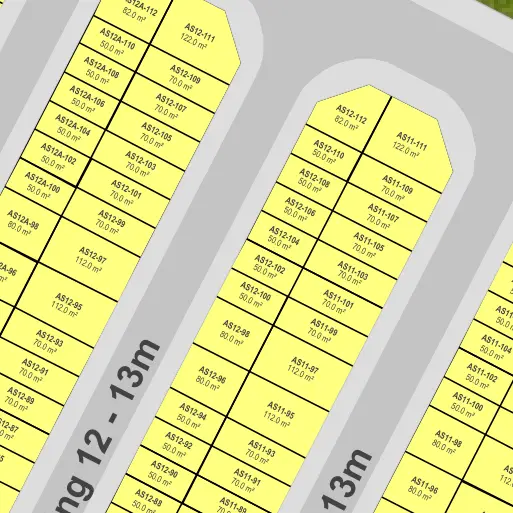 AS12A-112
82.0 m²
AS12A-110
50.0 m²
AS12A-108
50.0 m²
AS12A-106
50.0 m²
AS12A-104
50.0 m²
AS12A-102
50.0 m²
AS12A-100
50.0 m²
AS12A-98
80.0 m²
AS12-111
122.0 m²
AS12-109
70.0 m²
AS12-107
70.0 m²
AS12-105
70.0 m²
AS12-103
70.0 m²
AS12-101
70.0 m²
AS12-99
70.0 m²
AS12-97
112.0 m²
AS12-95
112.0 m²
AS12-93
70.0 m²
AS12-91
70.0 m²
AS12-89
70.0 m²
ng 12 - 13m
AS12-112
82.0 m²
AS12-110
50.0 m²
AS12-108
50.0 m²
AS12-106
50.0 m²
AS12-104
50.0 m²
AS12-102
50.0 m²
AS12-100
50.0 m²
AS12-98
80.0 m²
AS12-96
80.0 m²
AS12-94
50.0 m²
AS12-92
50.0 m²
AS12-90
50.0 m²
AS12-88
50.0 m²
AS11-111
122.0 m²
AS11-109
70.0 m²
AS11-107
70.0 m²
AS11-105
70.0 m²
AS11-103
70.0 m²
AS11-101
70.0 m²
AS11-99
70.0 m²
AS11-97
112.0 m²
AS11-95
112.0 m²
AS11-93
70.0 m²
AS11-91
70.0 m²
AS11-89
13m
AS11-104
50.0 m²
AS11-102
50.0 m²
AS11-100
50.0 m²
AS11-98
80.0 m²
AS11-96
80.0 m²